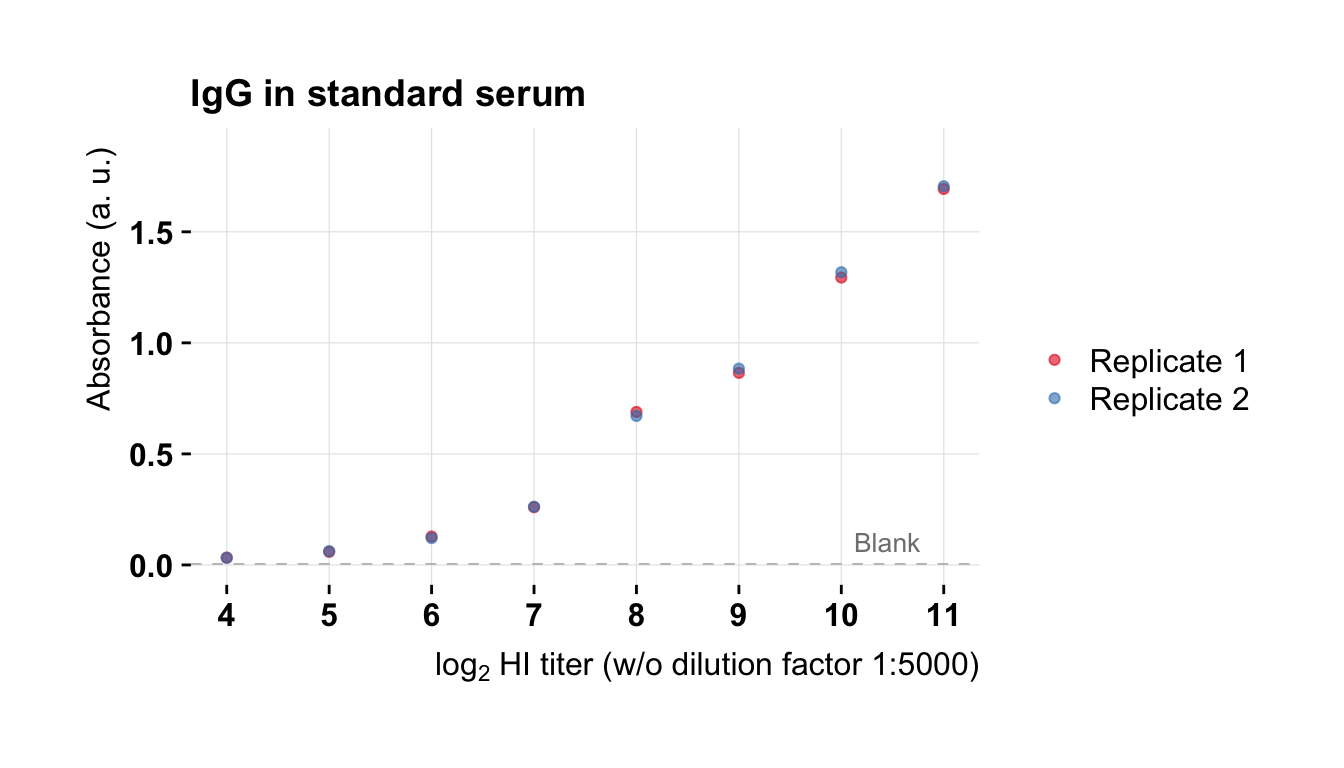 IgG in standard serum
Absorbance (a. u.)
1.5
1.0
0.5
0.0
Blank
4 5 6 7 8 9 10 11
log₂ HI titer (w/o dilution factor 1:5000)
Replicate 1
Replicate 2